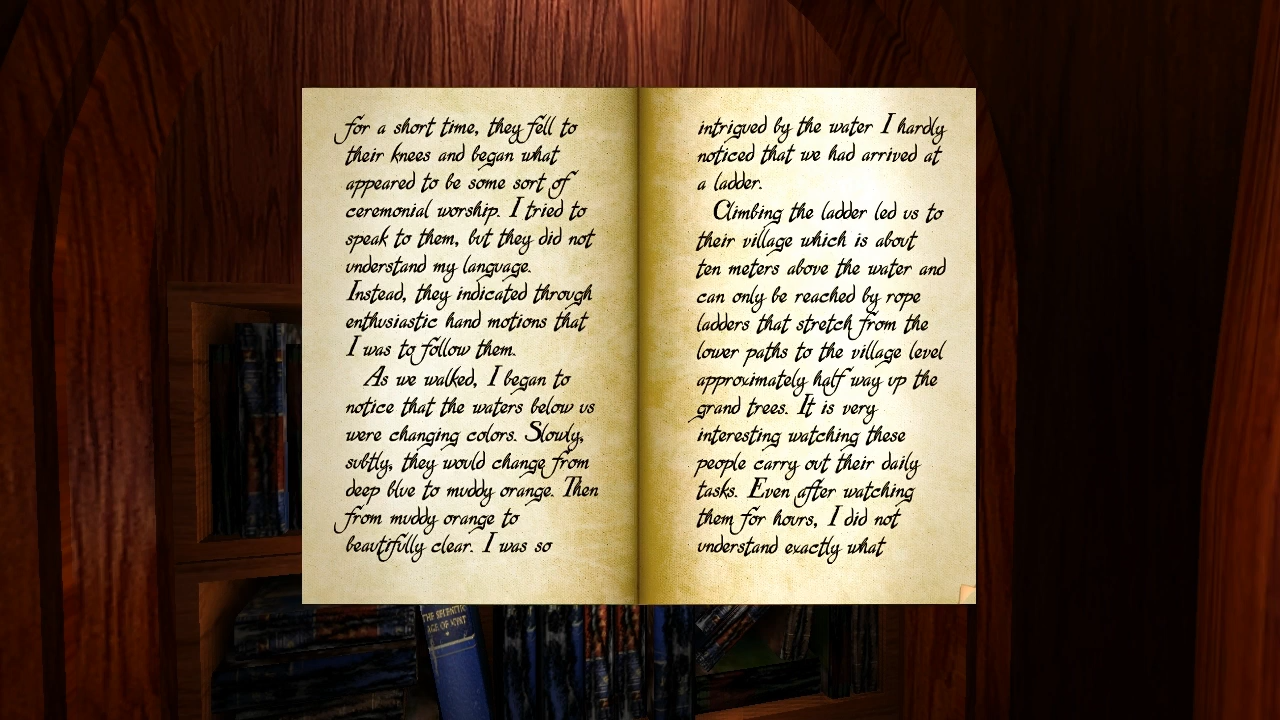 for a short time, they fell to
their knees and began what
appeared to be some sort of
ceremonial worship. I tried to
speak to them, but they did not
understand my language.
Instead, they indicated through
enthusiastic hand motions that
I was to follow them.
As we walked, I began to
notice that the waters below us
were changing colors. Slowly,
subtly, they would change from
deep blue to muddy orange. Then
from muddy orange to
beautifully clear. I was so
intrigued by the water I hardly
noticed that we had arrived at
a ladder.
Climbing the ladder led us to
their village which is about
ten meters above the water and
can only be reached by rope
ladders that stretch from the
lower paths to the village level
approximately half way up the
grand trees. It is very
interesting watching these
people carry out their daily
tasks. Even after watching
them for hours, I did not
understand exactly what
THE SELENITIC
AGE OF MYST